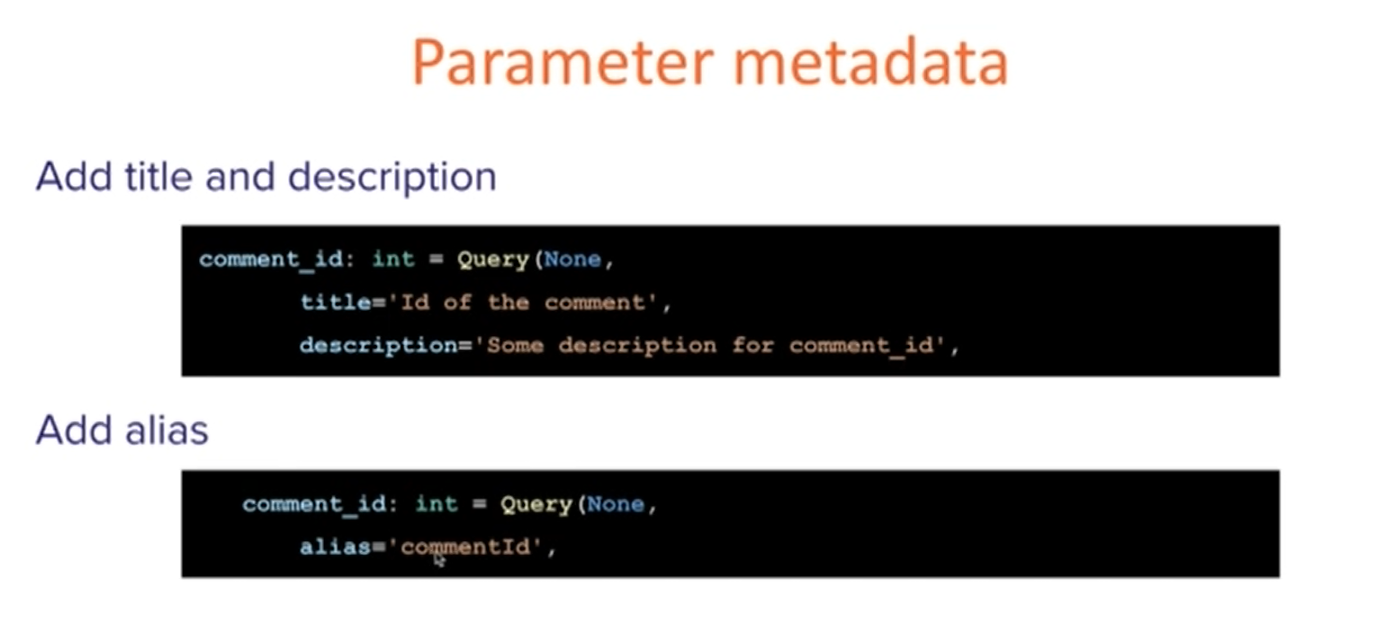 Parameter metadata
Add title and description
comment_id: int = Query(None,
title='Id of the comment',
description='Some description for comment_id',
Add alias
comment_id: int = Query(None,
alias='commentId',